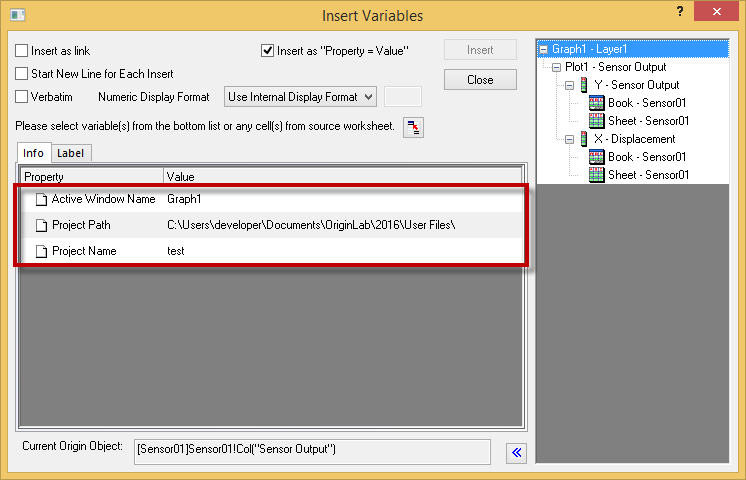 Insert Variables
?
Insert as link
Insert as "Property = Value"
Insert
Start New Line for Each Insert
Close
Verbatim
Numeric Display Format
Use Internal Display Format
Please select variable(s) from the bottom list or any cell(s) from source worksheet.
Info
Label
Property
Value
Active Window Name
Graph1
Project Path
C:\Users\developer\Documents\OriginLab\2016\User Files\
Project Name
test
Current Origin Object:
[Sensor01]Sensor01!Col("Sensor Output")
Graph1 - Layer1
Plot1 - Sensor Output
Y - Sensor Output
Book - Sensor01
Sheet - Sensor01
X - Displacement
Book - Sensor01
Sheet - Sensor01